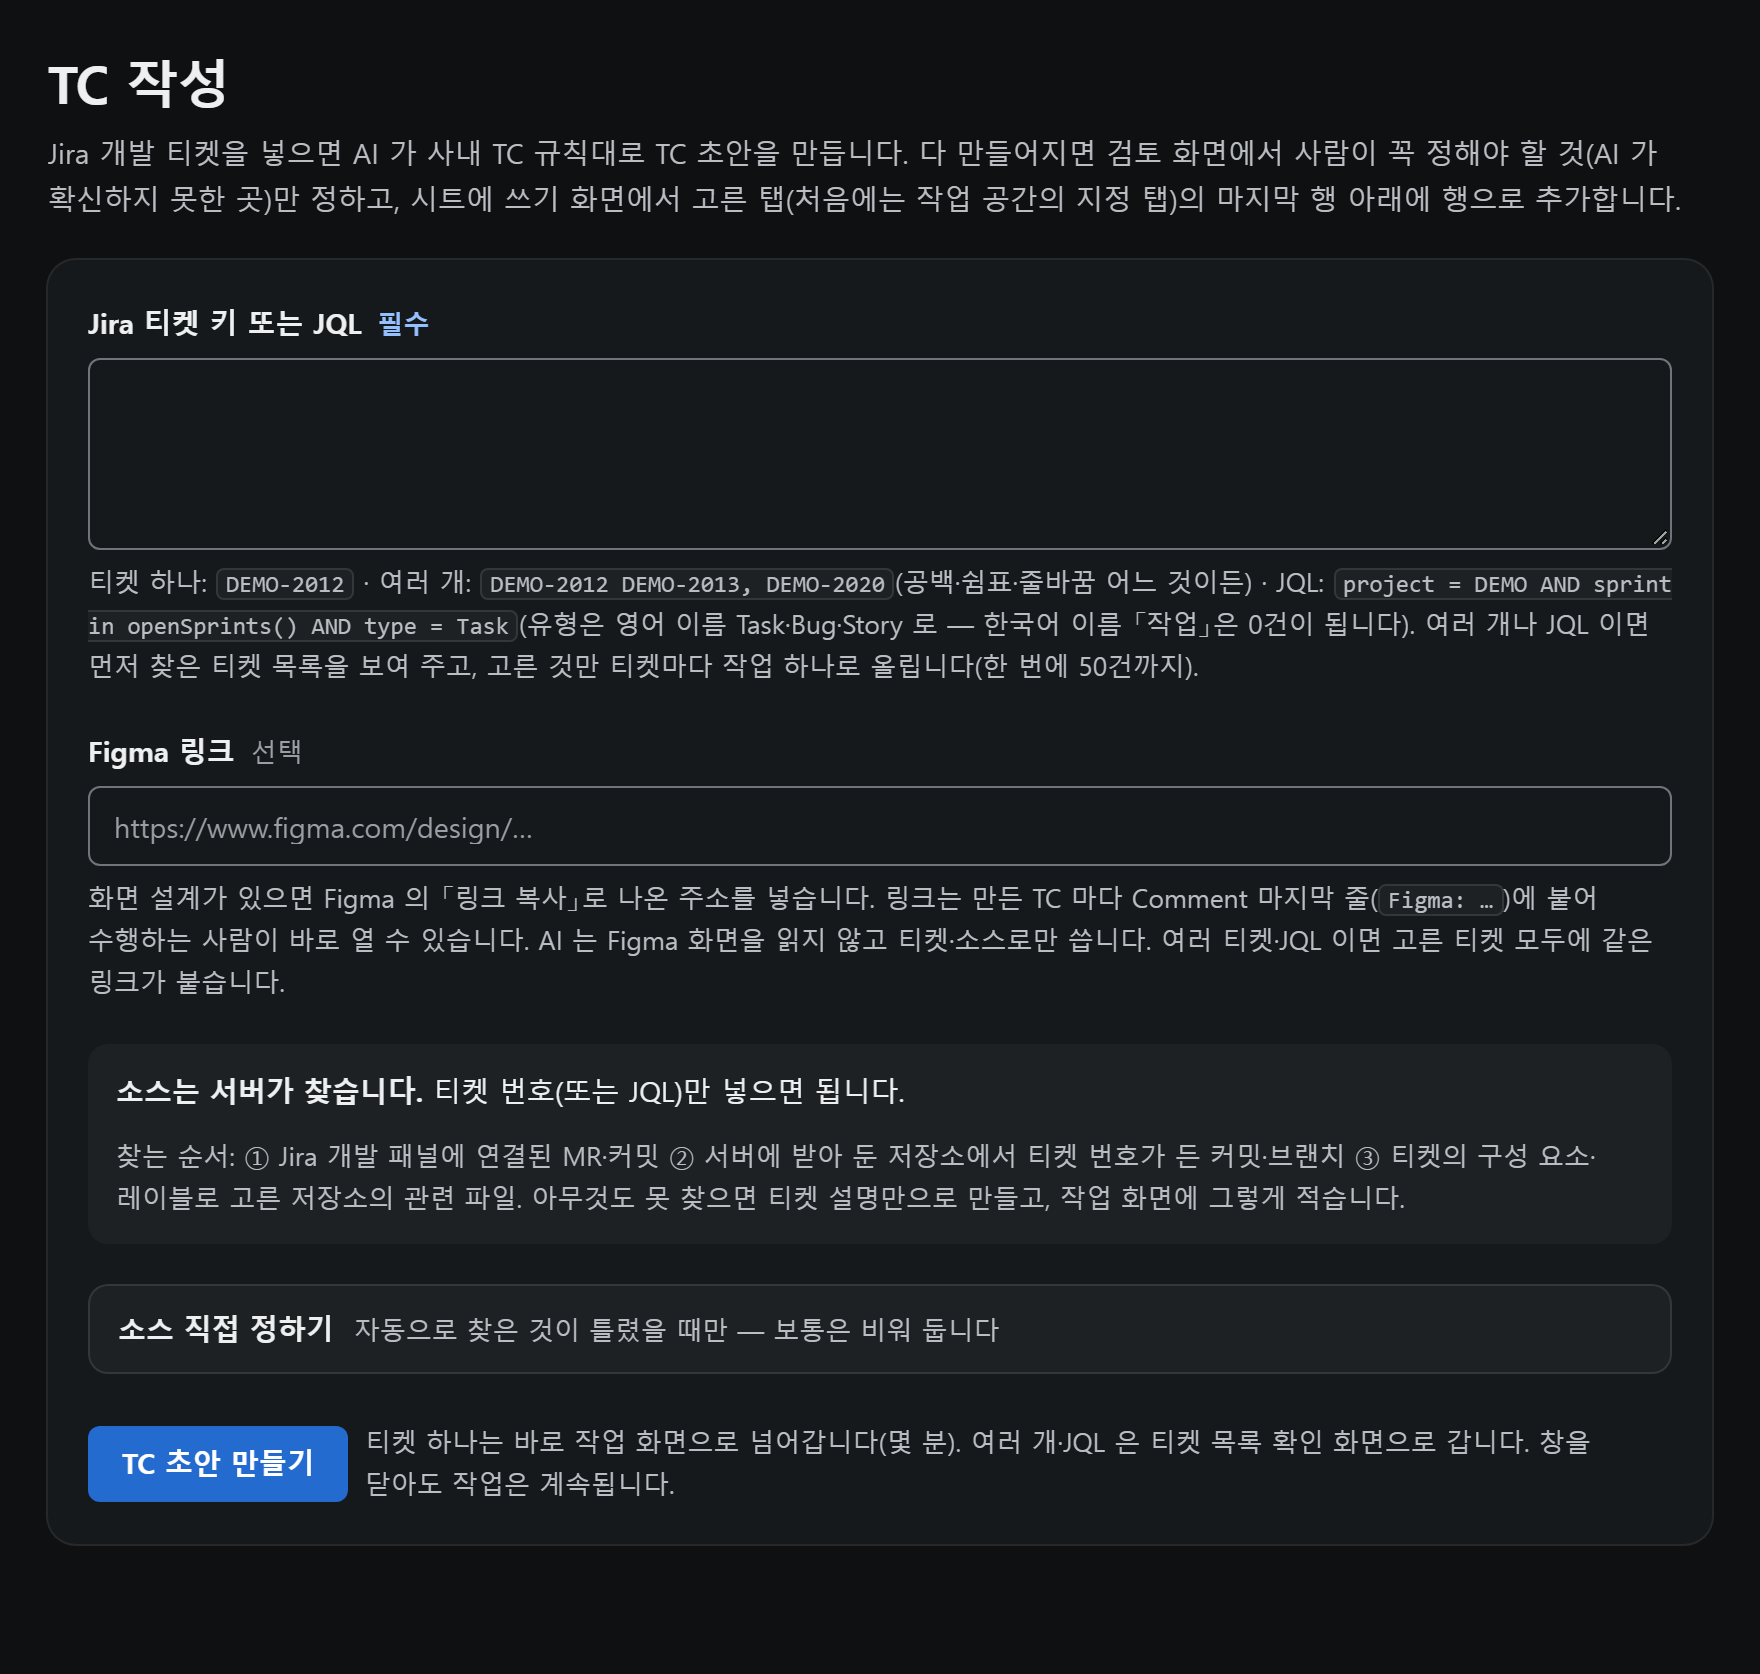 TC 작성
Jira 개발 티켓을 넣으면 AI 가 사내 TC 규칙대로 TC 초안을 만듭니다. 다 만들어지면 검토 화면에서 사람이 꼭 정해야 할 것(AI 가
확신하지 못한 곳)만 정하고, 시트에 쓰기 화면에서 고른 탭(처음에는 작업 공간의 지정 탭)의 마지막 행 아래에 행으로 추가합니다.
Jira 티켓 키 또는 JQL 필수
티켓 하나: DEMO-2012 · 여러 개: DEMO-2012 DEMO-2013, DEMO-2020 (공백·쉼표·줄바꿈 어느 것이든) · JQL: project = DEMO AND sprint
in openSprints() AND type = Task (유형은 영어 이름 Task·Bug·Story 로 — 한국어 이름 「작업」은 0건이 됩니다). 여러 개나 JQL 이면
먼저 찾은 티켓 목록을 보여 주고, 고른 것만 티켓마다 작업 하나로 올립니다(한 번에 50건까지).
Figma 링크 선택
https://www.figma.com/design/...
화면 설계가 있으면 Figma 의 「링크 복사」로 나온 주소를 넣습니다. 링크는 만든 TC 마다 Comment 마지막 줄(Figma: …)에 붙어
수행하는 사람이 바로 열 수 있습니다. AI 는 Figma 화면을 읽지 않고 티켓·소스로만 씁니다. 여러 티켓·JQL 이면 고른 티켓 모두에 같은
링크가 붙습니다.
소스는 서버가 찾습니다. 티켓 번호(또는 JQL)만 넣으면 됩니다.
찾는 순서: ① Jira 개발 패널에 연결된 MR·커밋 ② 서버에 받아 둔 저장소에서 티켓 번호가 든 커밋·브랜치 ③ 티켓의 구성 요소·
레이블로 고른 저장소의 관련 파일. 아무것도 못 찾으면 티켓 설명만으로 만들고, 작업 화면에 그렇게 적습니다.
소스 직접 정하기 자동으로 찾은 것이 틀렸을 때만 — 보통은 비워 둡니다
TC 초안 만들기
티켓 하나는 바로 작업 화면으로 넘어갑니다(몇 분). 여러 개·JQL 은 티켓 목록 확인 화면으로 갑니다. 창을
닫아도 작업은 계속됩니다.